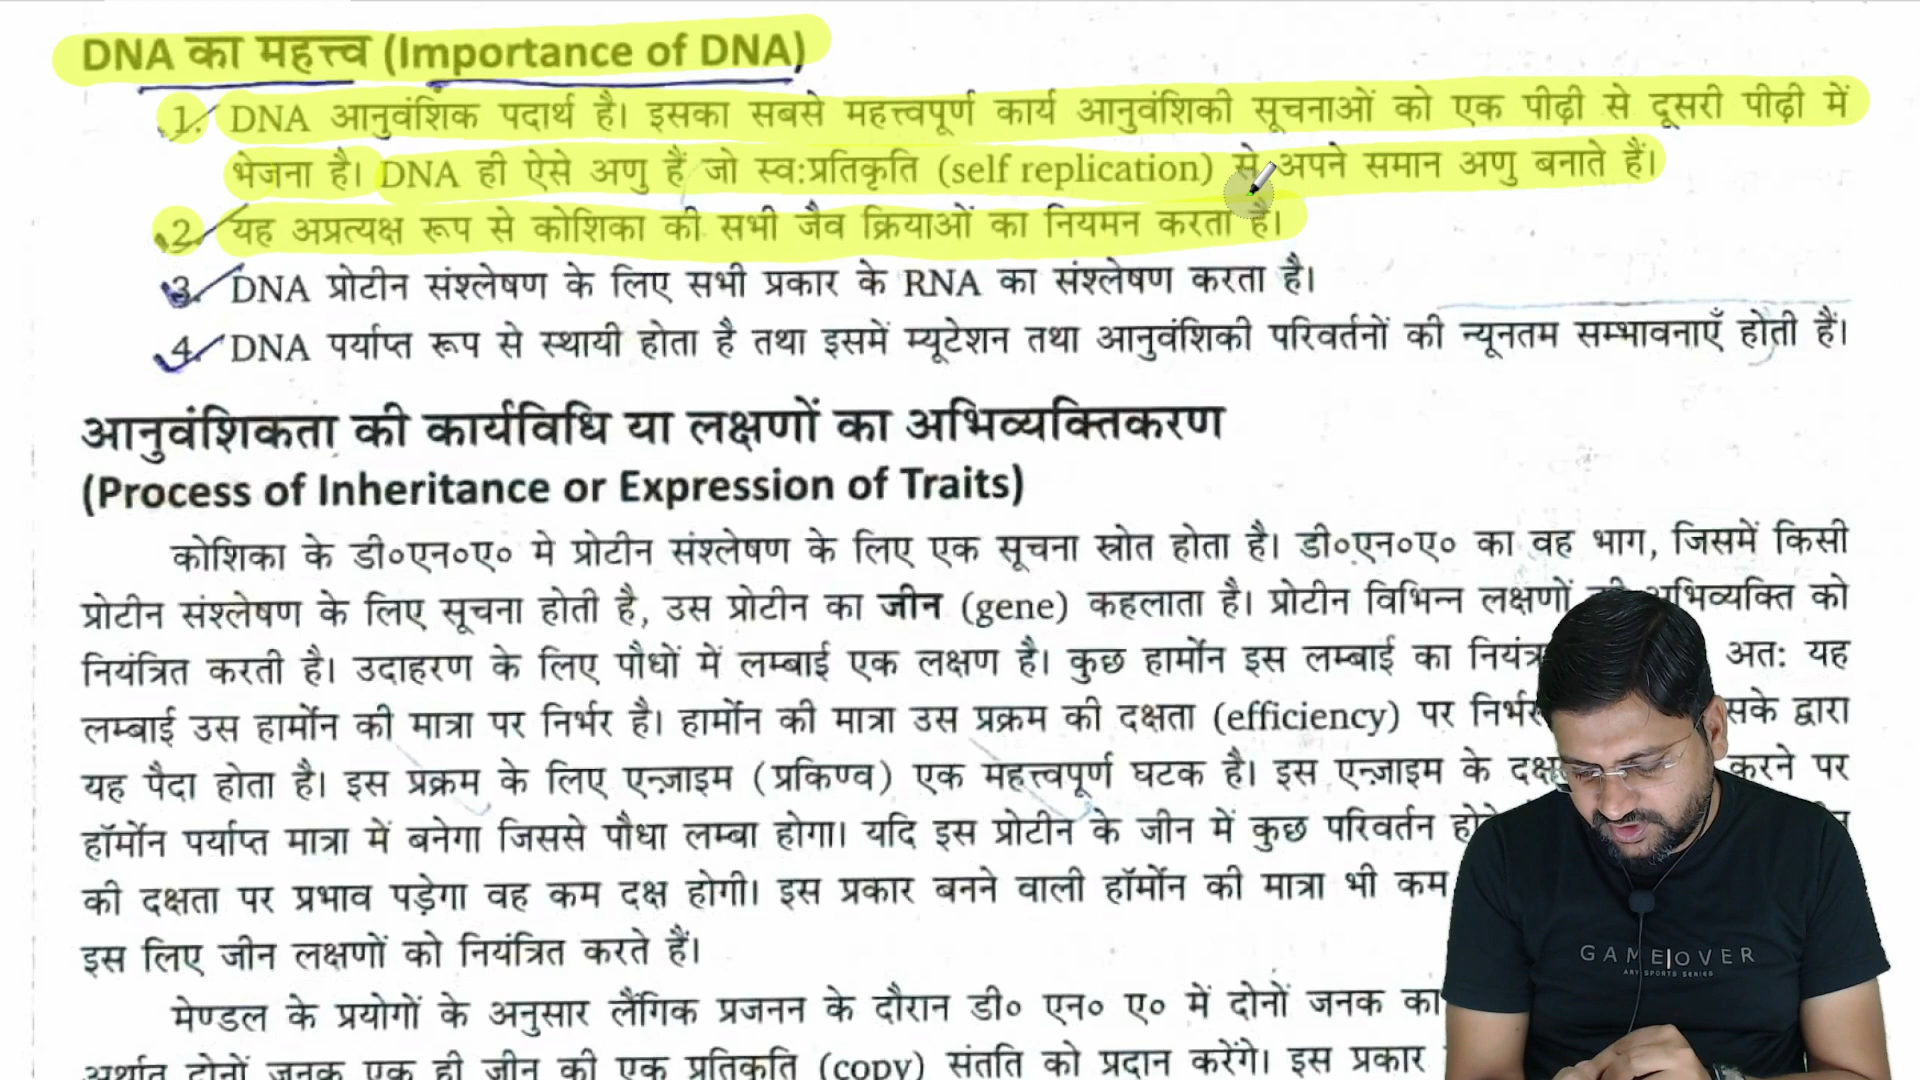 DNA का महत्त्व (Importance of DNA)
1. DNA आनुवंशिक पदार्थ है। इसका सबसे महत्त्वपूर्ण कार्य आनुवंशिकी सूचनाओं को एक पीढ़ी से दूसरी पीढ़ी में
भेजना है। DNA ही ऐसे अणु हैं जो स्व:प्रतिकृति (self replication) से अपने समान अणु बनाते हैं।
2. यह अप्रत्यक्ष रूप से कोशिका की सभी जैव क्रियाओं का नियमन करता है।
3. DNA प्रोटीन संश्लेषण के लिए सभी प्रकार के RNA का संश्लेषण करता है।
4. DNA पर्याप्त रूप से स्थायी होता है तथा इसमें म्यूटेशन तथा आनुवंशिकी परिवर्तनों की न्यूनतम सम्भावनाएँ होती हैं।
आनुवंशिकता की कार्यविधि या लक्षणों का अभिव्यक्तिकरण
(Process of Inheritance or Expression of Traits)
कोशिका के डी०एन०ए० मे प्रोटीन संश्लेषण के लिए एक सूचना स्रोत होता है। डी०एन०ए० का वह भाग, जिसमें किसी
प्रोटीन संश्लेषण के लिए सूचना होती है, उस प्रोटीन का जीन (gene) कहलाता है। प्रोटीन विभिन्न लक्षणों की अभिव्यक्ति को
नियंत्रित करती है। उदाहरण के लिए पौधों में लम्बाई एक लक्षण है। कुछ हार्मोन इस लम्बाई का अत: यह
लम्बाई उस हार्मोन की मात्रा पर निर्भर है। हार्मोन की मात्रा उस प्रक्रम की दक्षता (efficiency) पर के द्वारा
यह पैदा होता है। इस प्रक्रम के लिए एन्ज़ाइम (प्रकिण्व) एक महत्त्वपूर्ण घटक है। इस एन्ज़ाइम के करने पर
हॉर्मोन पर्याप्त मात्रा में बनेगा जिससे पौधा लम्बा होगा। यदि इस प्रोटीन के जीन में कुछ परिवर्तन
की दक्षता पर प्रभाव पड़ेगा वह कम दक्ष होगी। इस प्रकार बनने वाली हॉर्मोन की मात्रा भी कम
इस लिए जीन लक्षणों को नियंत्रित करते हैं।
मेण्डल के प्रयोगों के अनुसार लैंगिक प्रजनन के दौरान डी० एन० ए० में दोनों जनक का
अर्थात दोनों जनक एक ही जीन की एक प्रतिकृति (copy) संतति को प्रदान करेंगे। इस प्रकार
GAME|OVER